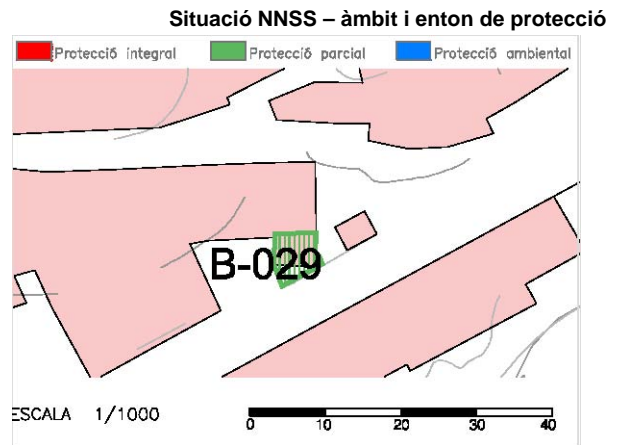 Situació NNSS – àmbit i enton de protecció
Protecció integral Protecció parcial Protecció ambiental
B-029
ESCALA 1/1000
0 10 20 30 40